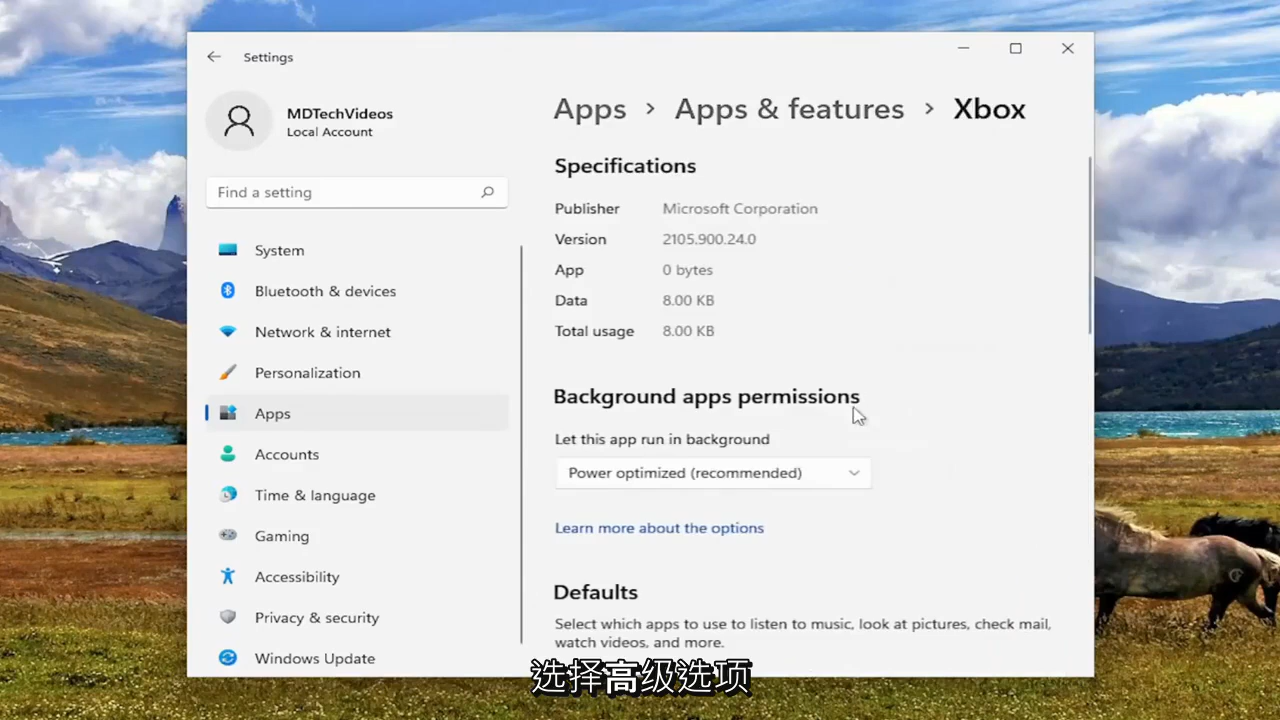 Settings
MDTechVideos
Local Account
Find a setting
System
Bluetooth & devices
Network & internet
Personalization
Apps
Accounts
Time & language
Gaming
Accessibility
Privacy & security
Windows Update
Apps > Apps & features > Xbox
Specifications
Publisher Microsoft Corporation
Version 2105.900.24.0
App 0 bytes
Data 8.00 KB
Total usage 8.00 KB
Background apps permissions
Let this app run in background
Power optimized (recommended)
Learn more about the options
Defaults
Select which apps to use to listen to music, look at pictures, check mail,
watch videos, and more.
选择高级选项